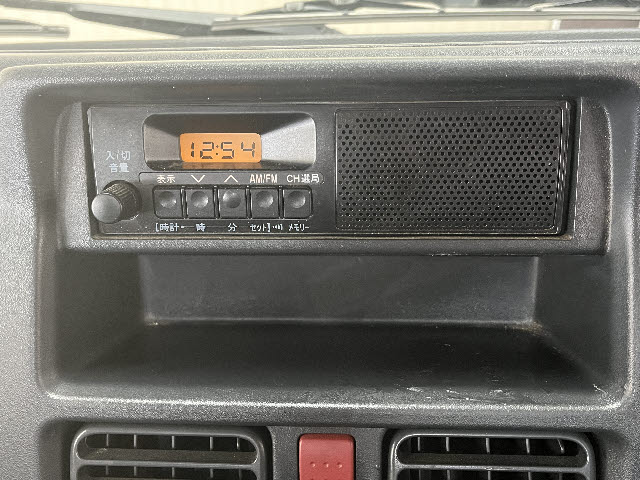 12:54
入/切
音量
表示 AM/FM CH選局
[時計 時 分 セット] メモリー